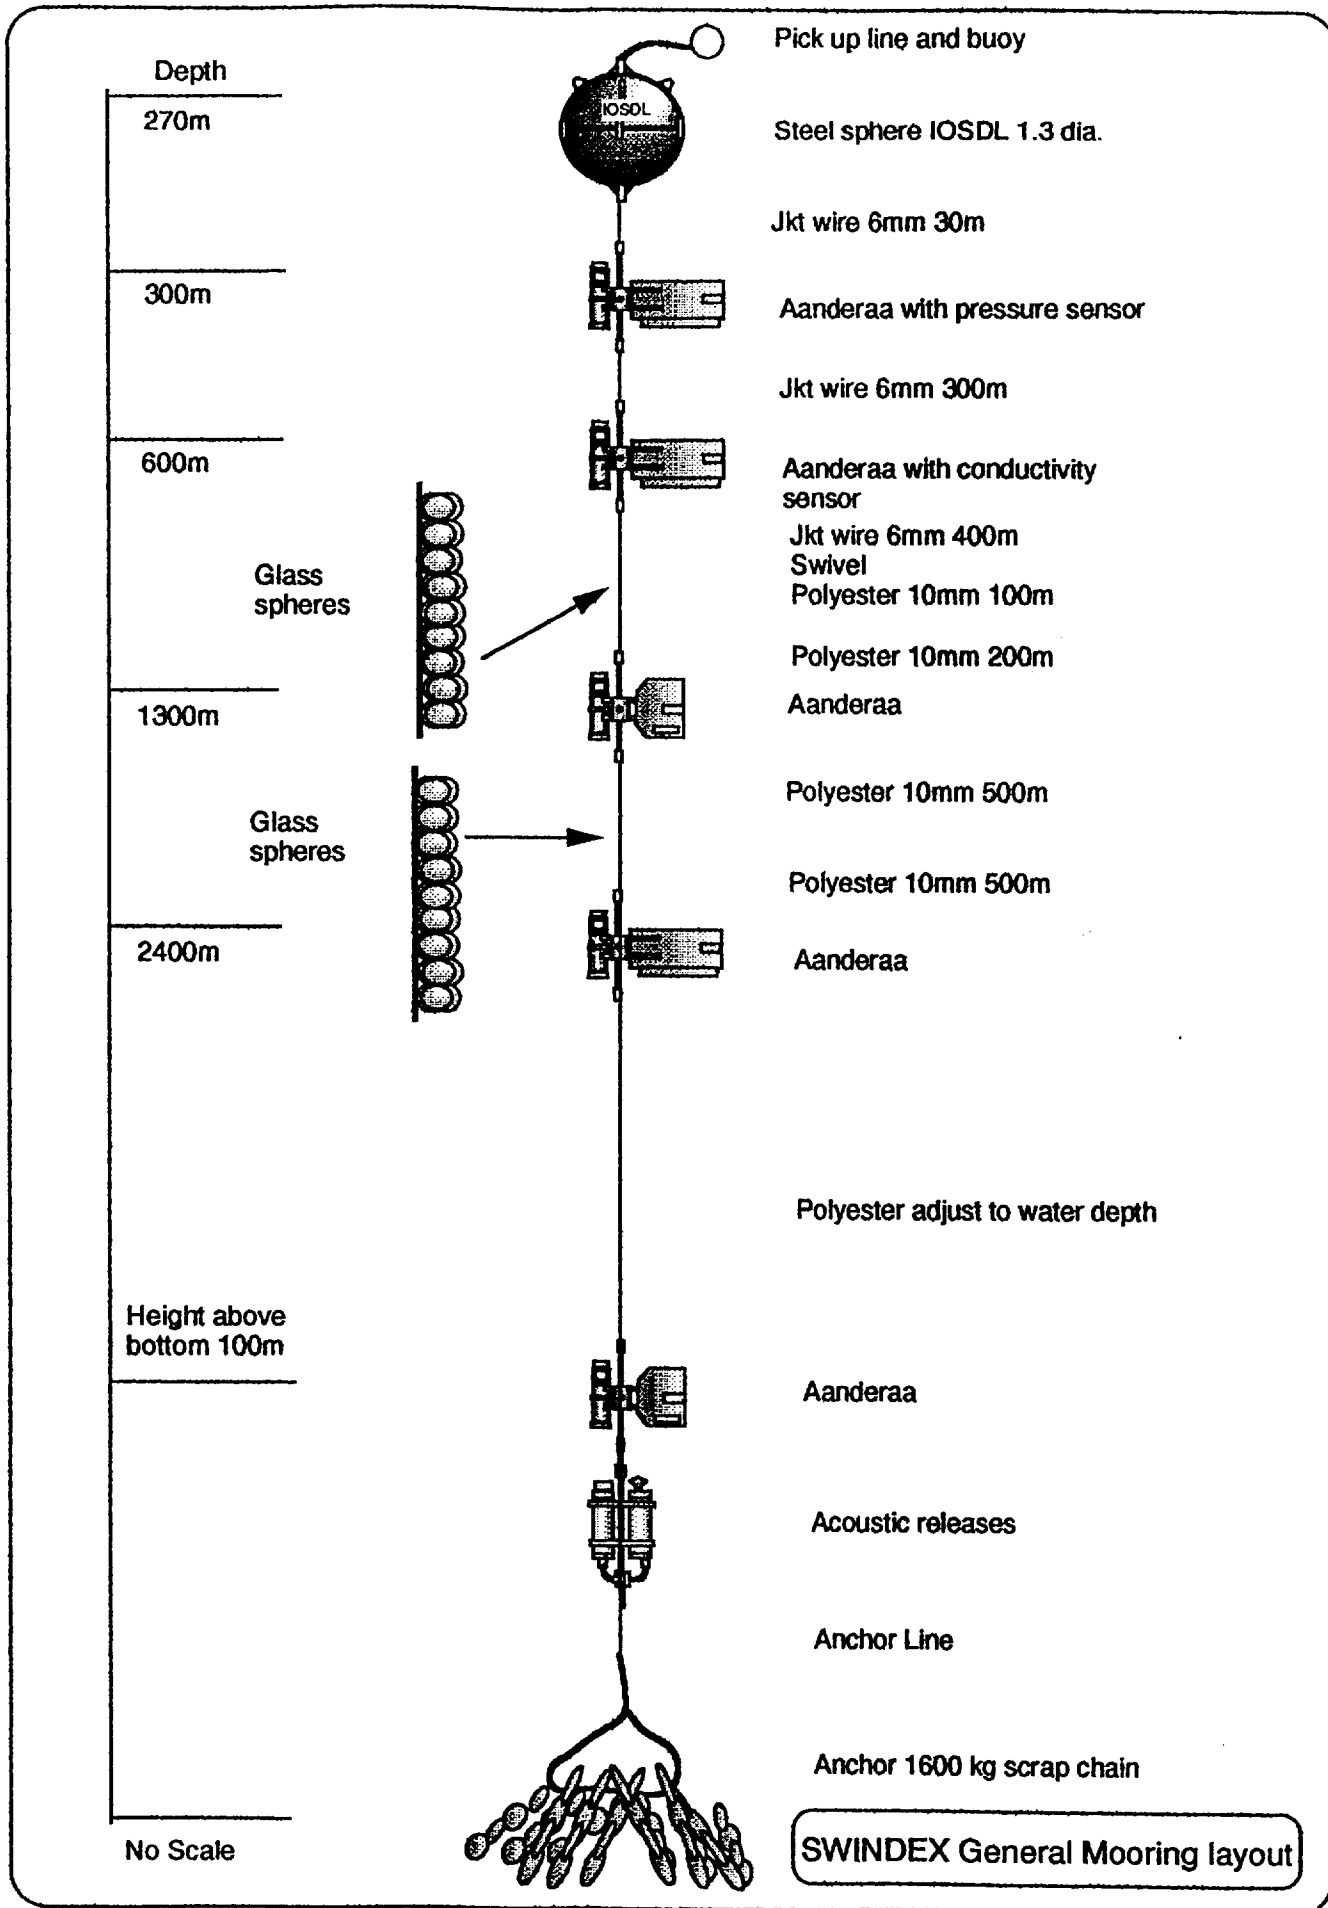 Pick up line and buoy
Depth
270m
IOSDL
Steel sphere IOSDL 1.3 dia.
Jkt wire 6mm 30m
300m
Aanderaa with pressure sensor
Jkt wire 6mm 300m
600m
Aanderaa with conductivity
sensor
Jkt wire 6mm 400m
Swivel
Glass
spheres
Polyester 10mm 100m
Polyester 10mm 200m
1300m
Aanderaa
Polyester 10mm 500m
Glass
spheres
Polyester 10mm 500m
2400m
Aanderaa
Polyester adjust to water depth
Height above
bottom 100m
Aanderaa
Acoustic releases
Anchor Line
Anchor 1600 kg scrap chain
No Scale
SWINDEX General Mooring layout